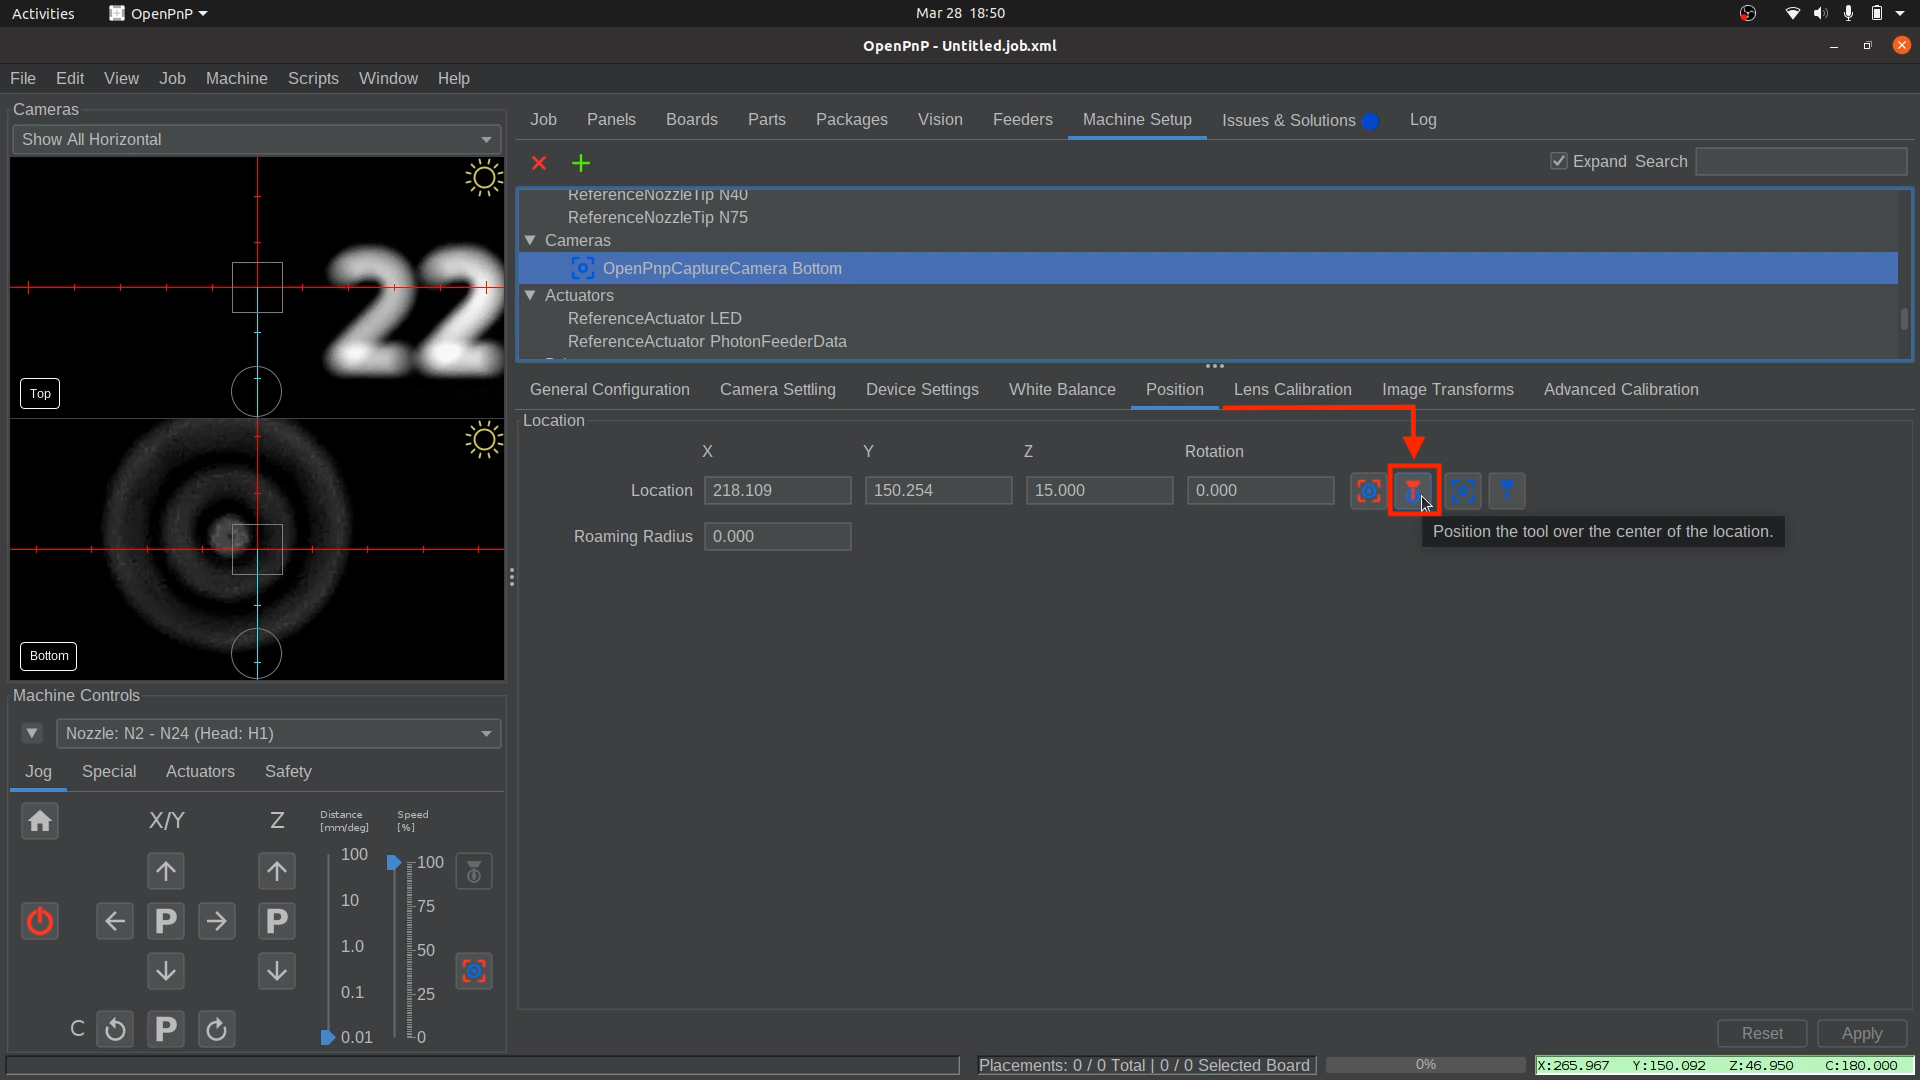 Activities OpenPnP Mar 28 18:50
OpenPnP - Untitled.job.xml
File Edit View Job Machine Scripts Window Help
Cameras
Show All Horizontal
22
Top
Bottom
Machine Controls
Nozzle: N2 - N24 (Head: H1)
Jog Special Actuators Safety
X/Y Z Distance [mm/deg] Speed [%]
100 100
10 75
P P
1.0 50
0.1 25
C P 0.01 0
Job Panels Boards Parts Packages Vision Feeders Machine Setup Issues & Solutions Log
Expand Search
ReferenceNozzleTip N40
ReferenceNozzleTip N75
Cameras
OpenPnpCaptureCamera Bottom
Actuators
ReferenceActuator LED
ReferenceActuator PhotonFeederData
General Configuration Camera Settling Device Settings White Balance Position Lens Calibration Image Transforms Advanced Calibration
Location
X Y Z Rotation
Location 218.109 150.254 15.000 0.000
Position the tool over the center of the location.
Roaming Radius 0.000
Reset Apply
Placements: 0 / 0 Total | 0 / 0 Selected Board 0% X:265.967 Y:150.092 Z:46.950 C:180.000